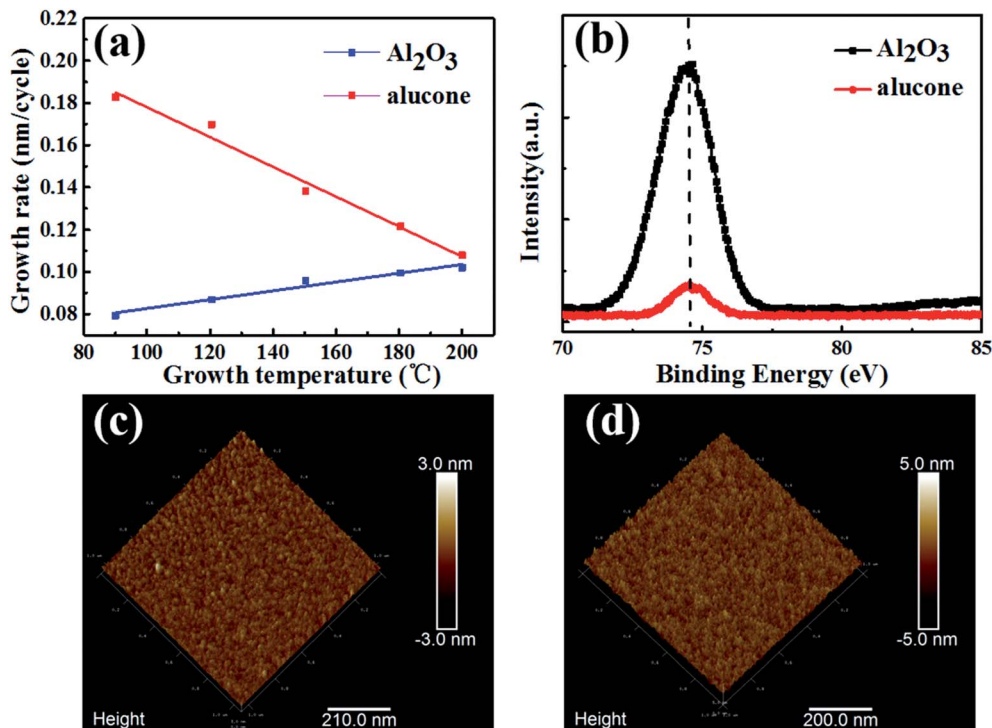 (a)
Al₂O₃
alucone
Growth rate (nm/cycle)
0.22
0.20
0.18
0.16
0.14
0.12
0.10
0.08
80 100 120 140 160 180 200
Growth temperature (℃)
(b)
Al₂O₃
alucone
Intensity(a.u.)
70 75 80 85
Binding Energy (eV)
(c)
3.0 nm
-3.0 nm
Height
210.0 nm
(d)
5.0 nm
-5.0 nm
Height
200.0 nm